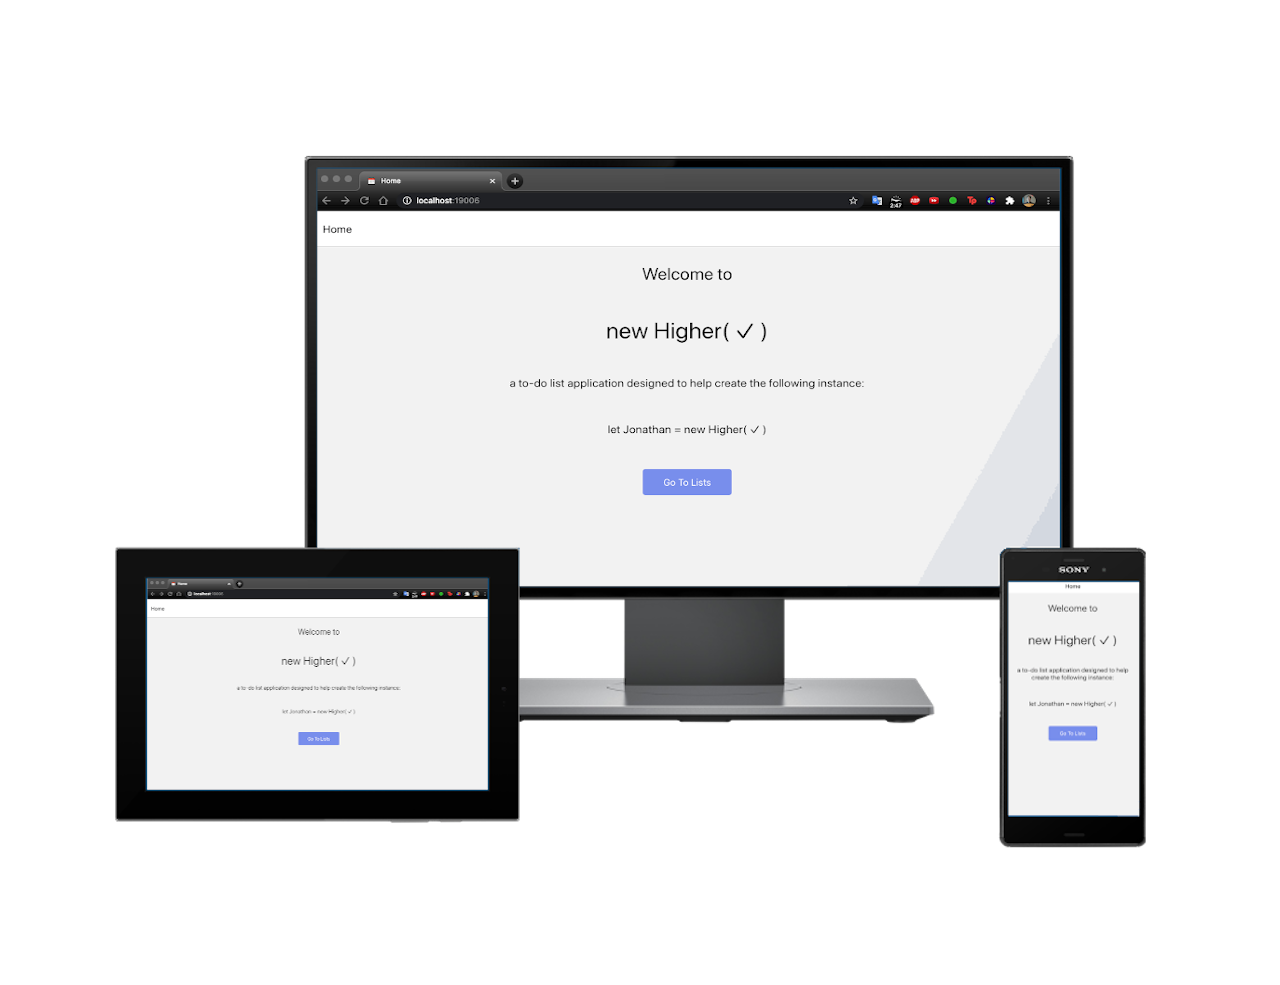 Home
localhost:19006
2:47
ABP
Home
Welcome to
new Higher( ✓ )
a to-do list application designed to help create the following instance:
let Jonathan = new Higher( ✓ )
Go To Lists
Home
localhost:19006
Home
Welcome to
new Higher( ✓ )
a to-do list application designed to help create the following instance:
let Jonathan = new Higher( ✓ )
Go To Lists
SONY
Home
Welcome to
new Higher( ✓ )
a to-do list application designed to help
create the following instance:
let Jonathan = new Higher( ✓ )
Go To Lists